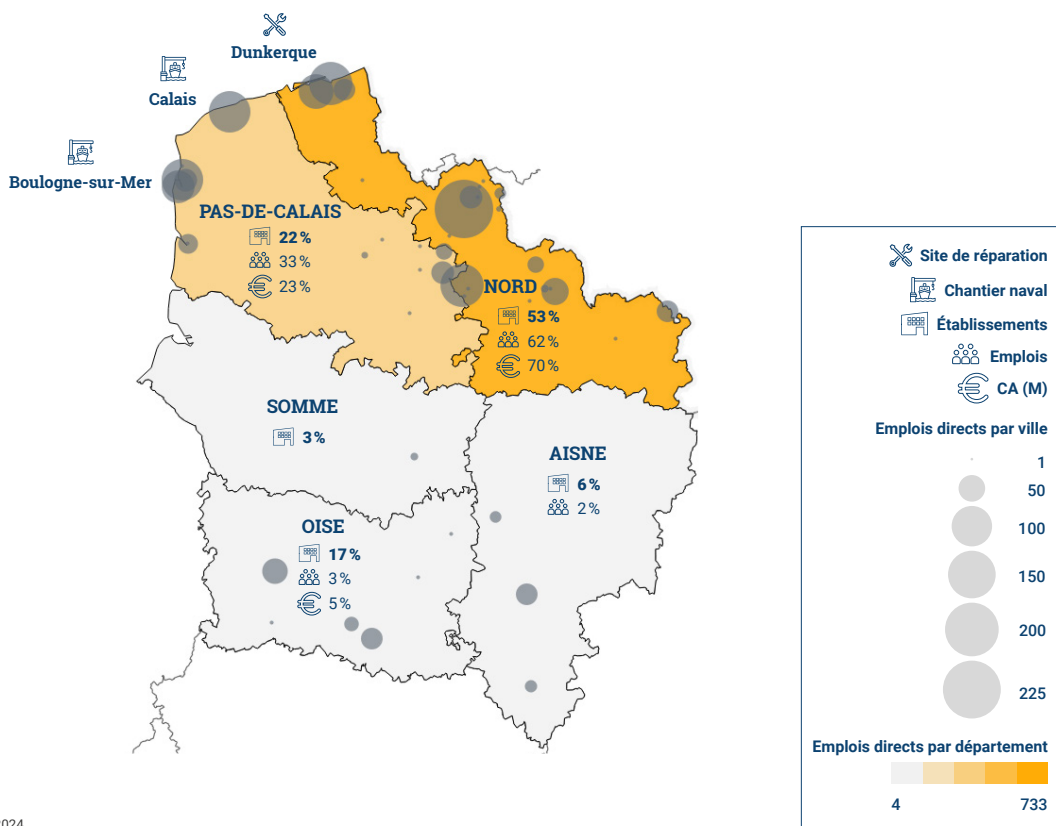 Dunkerque
Calais
Boulogne-sur-Mer
PAS-DE-CALAIS
22 %
33 %
23 %
NORD
53 %
62 %
70 %
SOMME
3 %
AISNE
6 %
2 %
OISE
17 %
3 %
5 %
Site de réparation
Chantier naval
Établissements
Emplois
CA (M)
Emplois directs par ville
1
50
100
150
200
225
Emplois directs par département
4 733